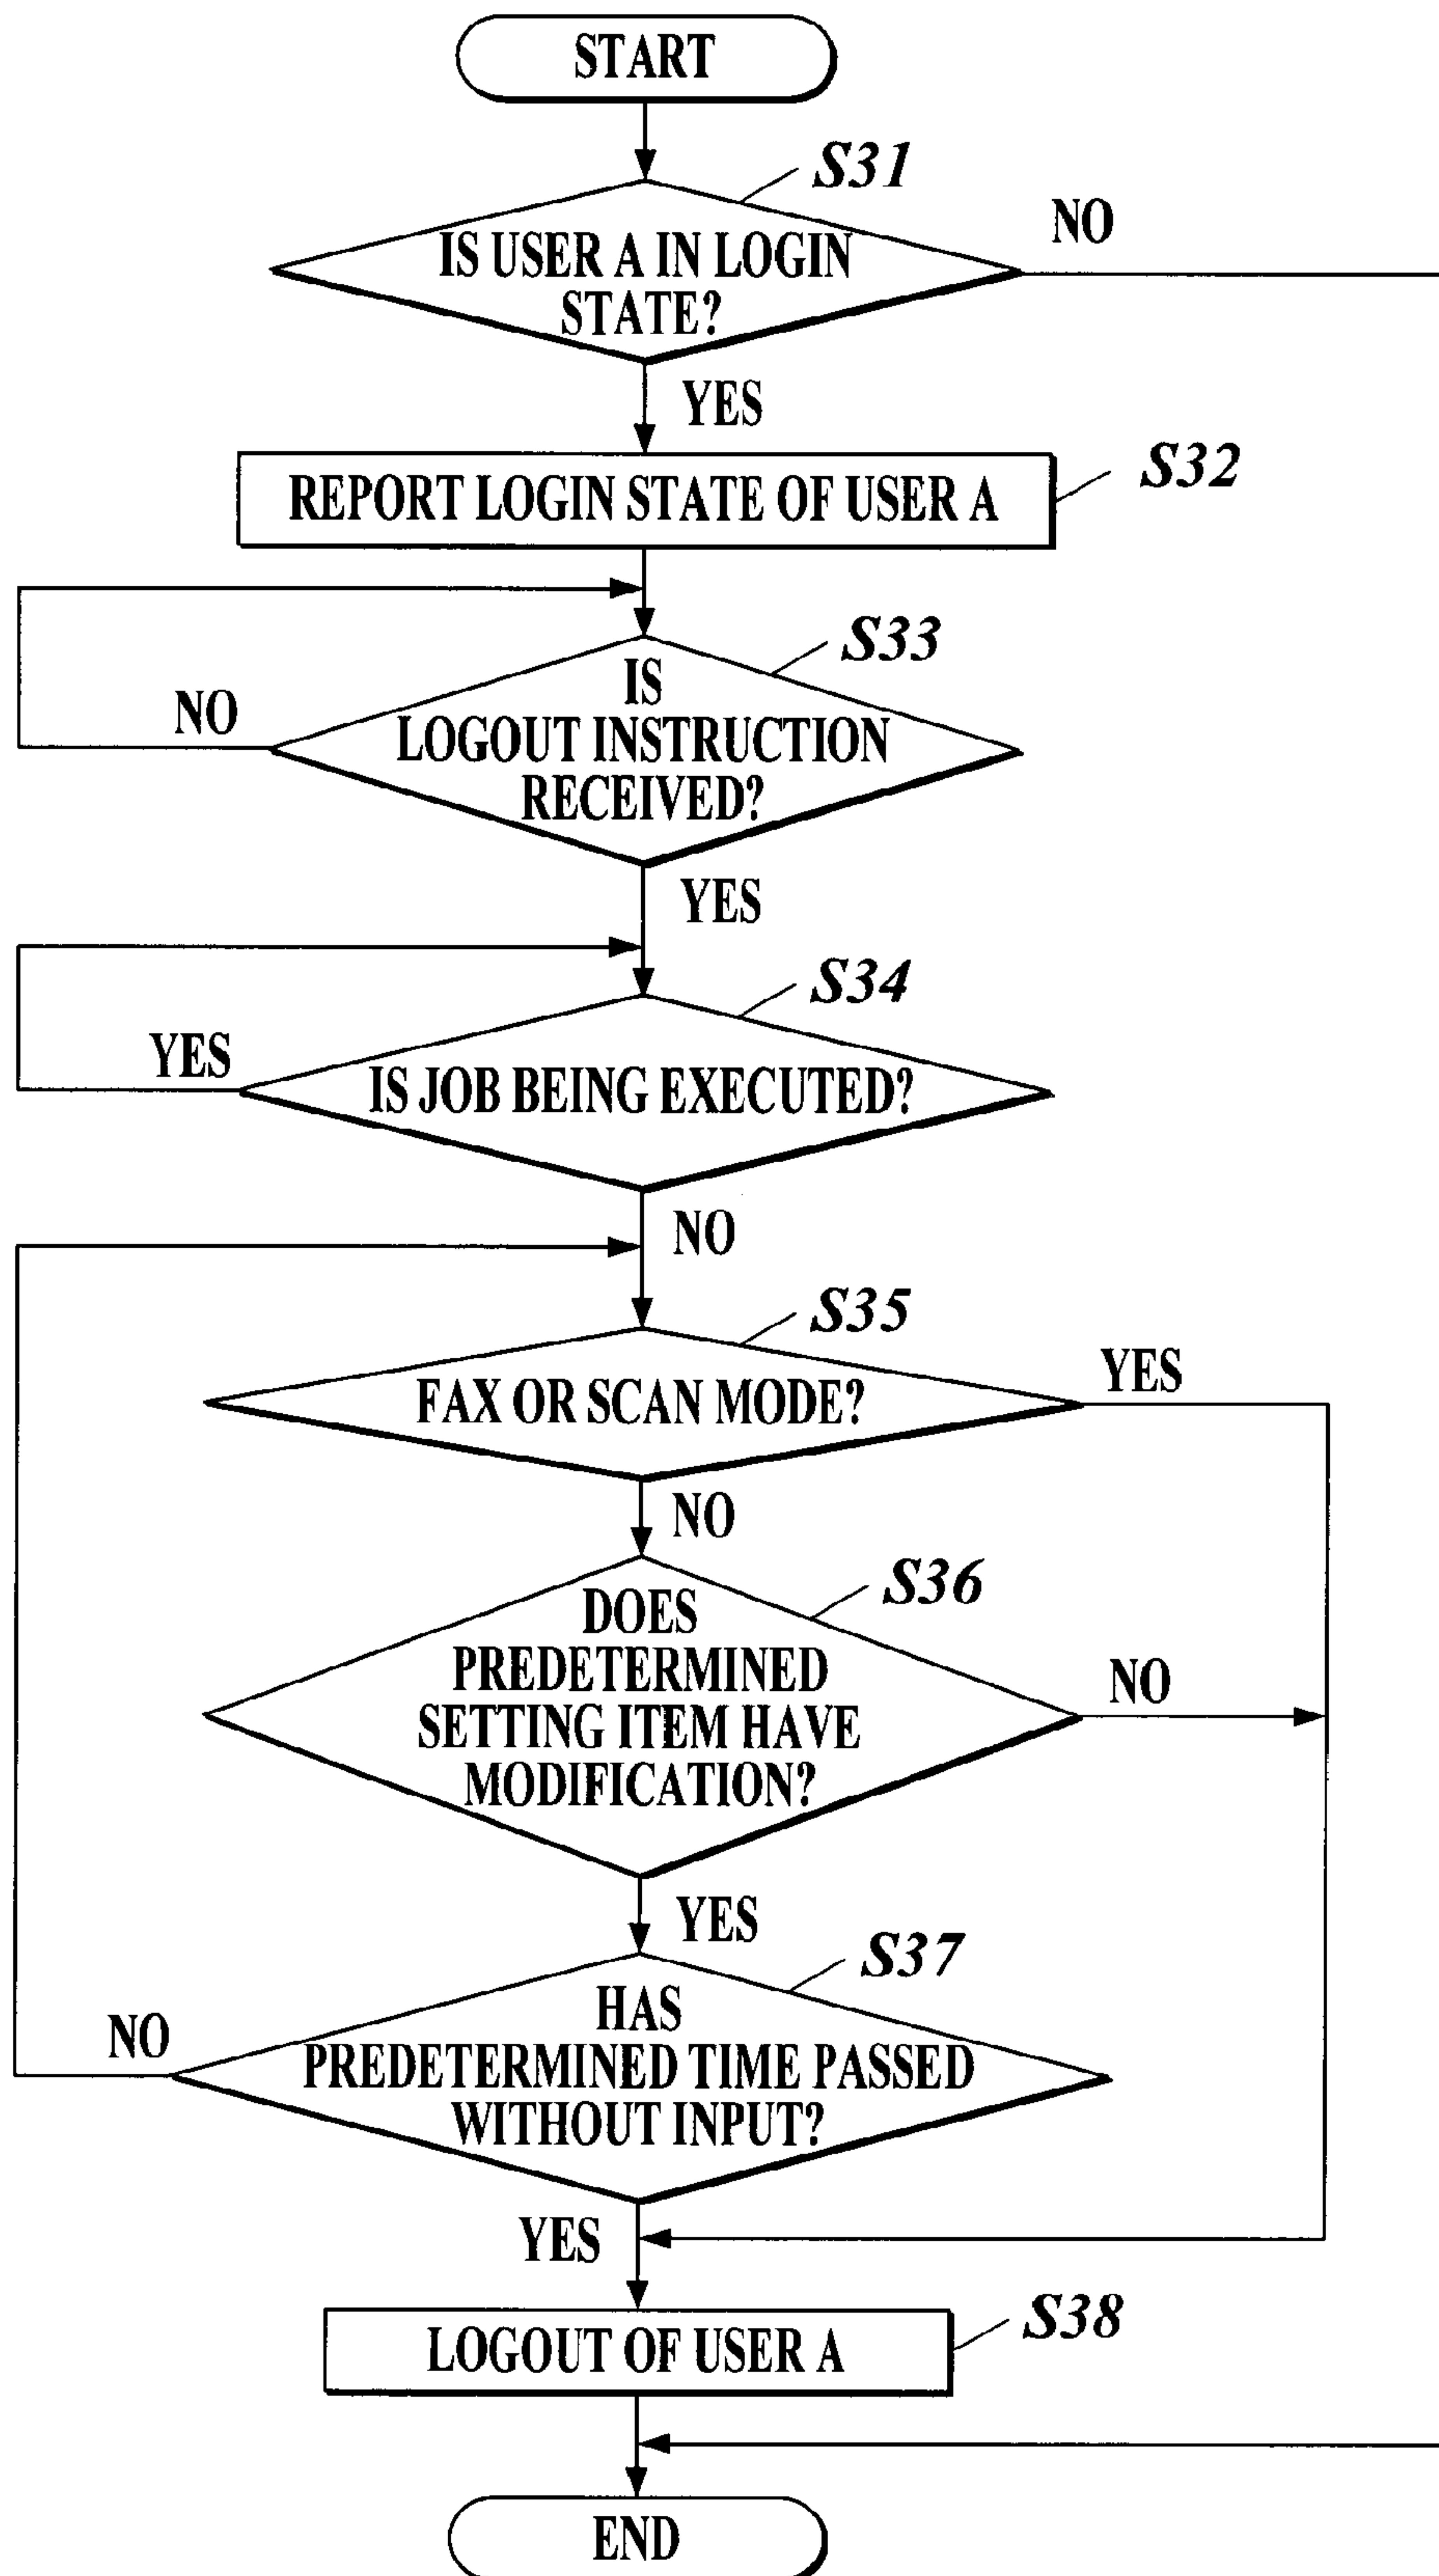 START
S31
NO
IS USER A IN LOGIN
STATE?
YES
S32
REPORT LOGIN STATE OF USER A
S33
IS
NO
LOGOUT INSTRUCTION
RECEIVED?
YES
S34
YES
IS JOB BEING EXECUTED?
NO
S35
YES
FAX OR SCAN MODE?
NO
S36
DOES
PREDETERMINED
NO
SETTING ITEM HAVE
MODIFICATION?
YES
S37
HAS
NO
PREDETERMINED TIME PASSED
WITHOUT INPUT?
YES
S38
LOGOUT OF USER A
END